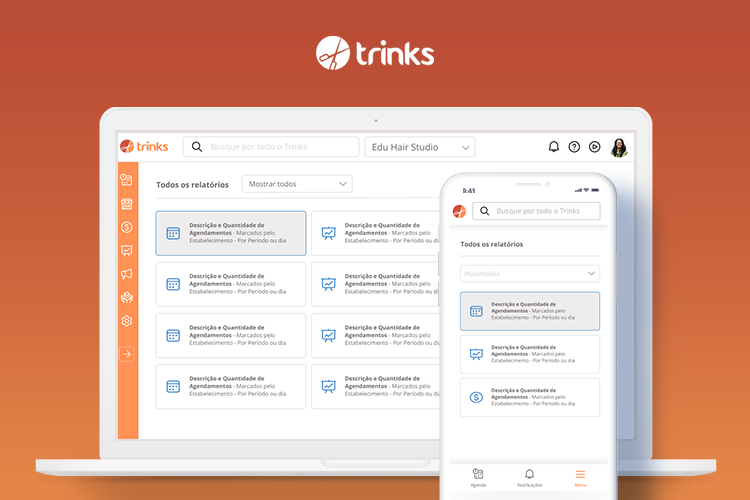 trinks
trinks
Busque por todo o Trinks
Edu Hair Studio
Todos os relatórios
Mostrar todos
Descrição e Quantidade de
Agendamentos - Marcados pelo
Estabelecimento - Por Período ou dia
Descrição e Quantidade de
Agendamentos - Marcados pelo
Estabelecimento - Por Período ou dia
Descrição e Quantidade de
Agendamentos - Marcados pelo
Estabelecimento - Por Período ou dia
Descrição e Quantidade de
Agendamentos - Marcados pelo
Estabelecimento - Por Período ou dia
Descrição e Quantidade de
Agendamentos - Marcados pelo
Estabelecimento - Por Período ou dia
Descrição e Quantidade de
Agendamentos - Marcados pelo
Estabelecimento - Por Período ou dia
Descrição e Quantidade de
Agendamentos - Marcados pelo
Estabelecimento - Por Período ou dia
Descrição e Quantidade de
Agendamentos - Marcados pelo
Estabelecimento - Por Período ou dia
9:41
Busque por todo o Trinks
Todos os relatórios
Placeholder
Descrição e Quantidade de
Agendamentos - Marcados pelo
Estabelecimento - Por Período ou dia
Descrição e Quantidade de
Agendamentos - Marcados pelo
Estabelecimento - Por Período ou dia
Descrição e Quantidade de
Agendamentos - Marcados pelo
Estabelecimento - Por Período ou dia
Agenda
Notificações
Menu